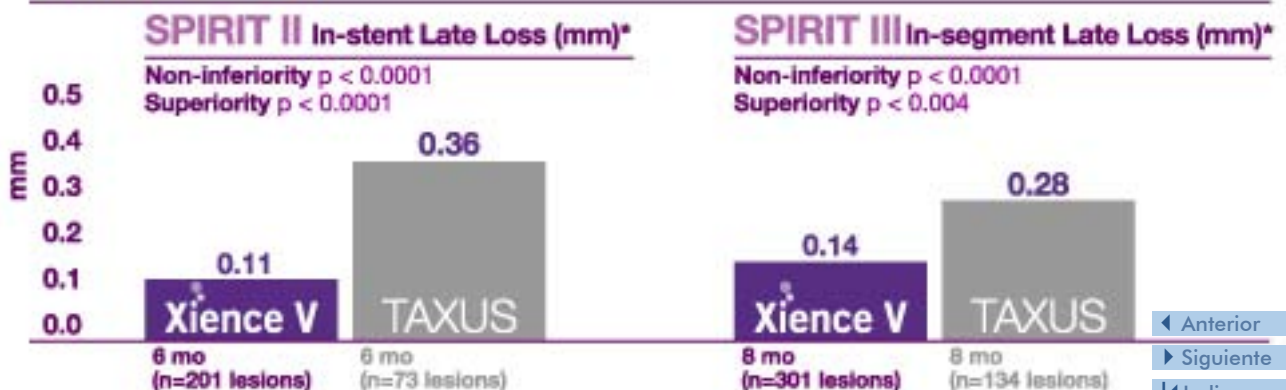 SPIRIT II In-stent Late Loss (mm)*
Non-inferiority p < 0.0001
Superiority p < 0.0001
SPIRIT III In-segment Late Loss (mm)*
Non-inferiority p < 0.0001
Superiority p < 0.004
mm
0.5
0.4
0.3
0.2
0.1
0.0
0.11
Xience V
6 mo
(n=201 lesions)
0.36
TAXUS
6 mo
(n=73 lesions)
0.14
Xience V
8 mo
(n=301 lesions)
0.28
TAXUS
8 mo
(n=134 lesions)
Anterior
Siguiente